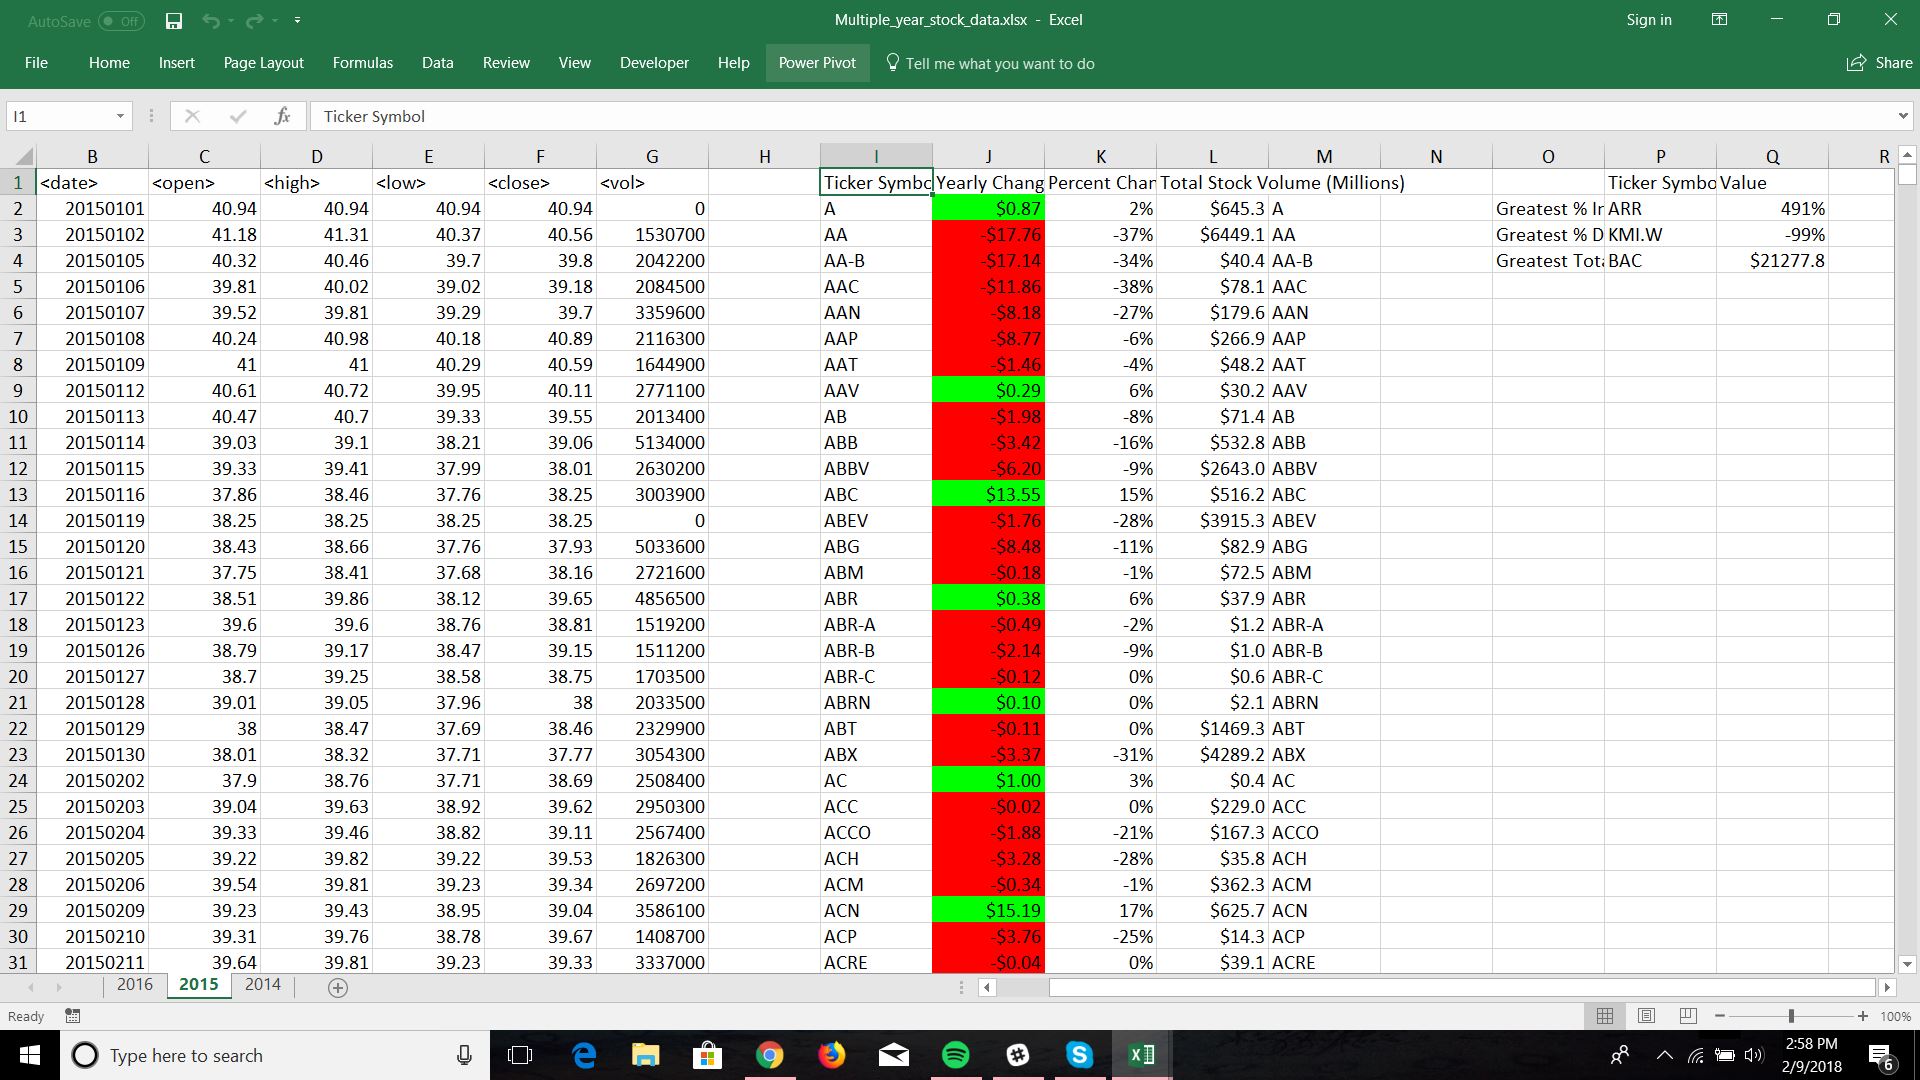 AutoSave Off Multiple_year_stock_data.xlsx - Excel Sign in
File Home Insert Page Layout Formulas Data Review View Developer Help Power Pivot Tell me what you want to do Share
I1 fx Ticker Symbol
B C D E F G H I J K L M N O P Q R
1 <date> <open> <high> <low> <close> <vol> Ticker Symbo Yearly Chang Percent Chan Total Stock Volume (Millions) Ticker Symbo Value
2 20150101 40.94 40.94 40.94 40.94 0 A $0.87 2% $645.3 A Greatest % In ARR 491%
3 20150102 41.18 41.31 40.37 40.56 1530700 AA -$17.76 -37% $6449.1 AA Greatest % D KMI.W -99%
4 20150105 40.32 40.46 39.7 39.8 2042200 AA-B -$17.14 -34% $40.4 AA-B Greatest Tota BAC $21277.8
5 20150106 39.81 40.02 39.02 39.18 2084500 AAC -$11.86 -38% $78.1 AAC
6 20150107 39.52 39.81 39.29 39.7 3359600 AAN -$8.18 -27% $179.6 AAN
7 20150108 40.24 40.98 40.18 40.89 2116300 AAP -$8.77 -6% $266.9 AAP
8 20150109 41 41 40.29 40.59 1644900 AAT -$1.46 -4% $48.2 AAT
9 20150112 40.61 40.72 39.95 40.11 2771100 AAV $0.29 6% $30.2 AAV
10 20150113 40.47 40.7 39.33 39.55 2013400 AB -$1.98 -8% $71.4 AB
11 20150114 39.03 39.1 38.21 39.06 5134000 ABB -$3.42 -16% $532.8 ABB
12 20150115 39.33 39.41 37.99 38.01 2630200 ABBV -$6.20 -9% $2643.0 ABBV
13 20150116 37.86 38.46 37.76 38.25 3003900 ABC $13.55 15% $516.2 ABC
14 20150119 38.25 38.25 38.25 38.25 0 ABEV -$1.76 -28% $3915.3 ABEV
15 20150120 38.43 38.66 37.76 37.93 5033600 ABG -$8.48 -11% $82.9 ABG
16 20150121 37.75 38.41 37.68 38.16 2721600 ABM -$0.18 -1% $72.5 ABM
17 20150122 38.51 39.86 38.12 39.65 4856500 ABR $0.38 6% $37.9 ABR
18 20150123 39.6 39.6 38.76 38.81 1519200 ABR-A -$0.49 -2% $1.2 ABR-A
19 20150126 38.79 39.17 38.47 39.15 1511200 ABR-B -$2.14 -9% $1.0 ABR-B
20 20150127 38.7 39.25 38.58 38.75 1703500 ABR-C -$0.12 0% $0.6 ABR-C
21 20150128 39.01 39.05 37.96 38 2033500 ABRN $0.10 0% $2.1 ABRN
22 20150129 38 38.47 37.69 38.46 2329900 ABT -$0.11 0% $1469.3 ABT
23 20150130 38.01 38.32 37.71 37.77 3054300 ABX -$3.37 -31% $4289.2 ABX
24 20150202 37.9 38.76 37.71 38.69 2508400 AC $1.00 3% $0.4 AC
25 20150203 39.04 39.63 38.92 39.62 2950300 ACC -$0.02 0% $229.0 ACC
26 20150204 39.33 39.46 38.82 39.11 2567400 ACCO -$1.88 -21% $167.3 ACCO
27 20150205 39.22 39.82 39.22 39.53 1826300 ACH -$3.28 -28% $35.8 ACH
28 20150206 39.54 39.81 39.23 39.34 2697200 ACM -$0.34 -1% $362.3 ACM
29 20150209 39.23 39.43 38.95 39.04 3586100 ACN $15.19 17% $625.7 ACN
30 20150210 39.31 39.76 38.78 39.67 1408700 ACP -$3.76 -25% $14.3 ACP
31 20150211 39.64 39.81 39.23 39.33 3337000 ACRE -$0.04 0% $39.1 ACRE
2016 2015 2014
Ready 100%
Type here to search 2:58 PM
2/9/2018 6